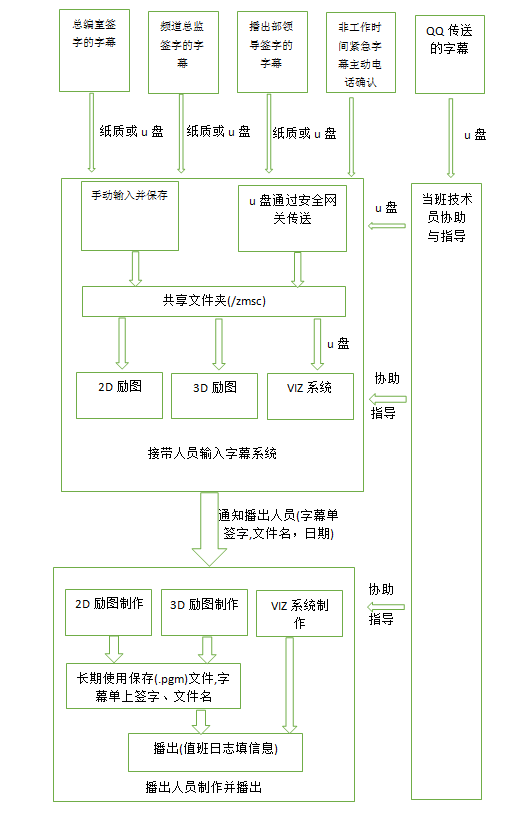 总编室签
字的字幕
频道总监
签字的字
幕
播出部领
导签字的
字幕
非工作时
间紧急字
幕主动电
话确认
QQ 传送
的字幕
纸质或 u 盘
纸质或 u 盘
纸质或 u 盘
u 盘
手动输入并保存
u 盘通过安全网
关传送
u 盘
当班技术
员协助
与指导
共享文件夹(/zmsc)
u 盘
2D 励图
3D 励图
VIZ 系统
协助
指导
接带人员输入字幕系统
通知播出人员(字幕单
签字,文件名，日期)
2D 励图制作
3D 励图制作
VIZ 系统制
作
协助
指导
长期使用保存(.pgm)文件,字
幕单上签字、文件名
播出(值班日志填信息)
播出人员制作并播出